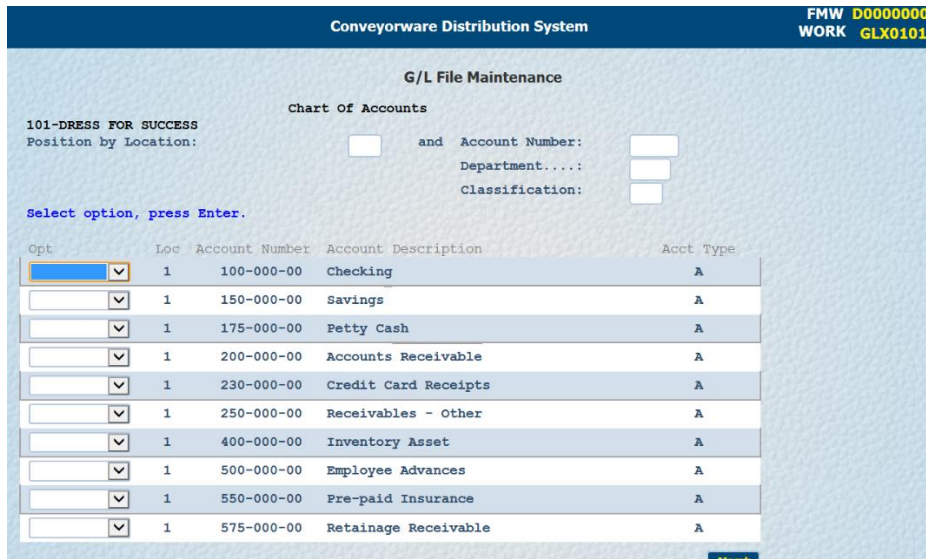 Conveyorware Distribution System
FMW D0000000
WORK GLX0101
G/L File Maintenance
Chart Of Accounts
101-DRESS FOR SUCCESS
Position by Location: and Account Number:
Department....:
Classification:
Select option, press Enter.
Opt Loc Account Number Account Description Acct Type
1 100-000-00 Checking A
1 150-000-00 Savings A
1 175-000-00 Petty Cash A
1 200-000-00 Accounts Receivable A
1 230-000-00 Credit Card Receipts A
1 250-000-00 Receivables - Other A
1 400-000-00 Inventory Asset A
1 500-000-00 Employee Advances A
1 550-000-00 Pre-paid Insurance A
1 575-000-00 Retainage Receivable A